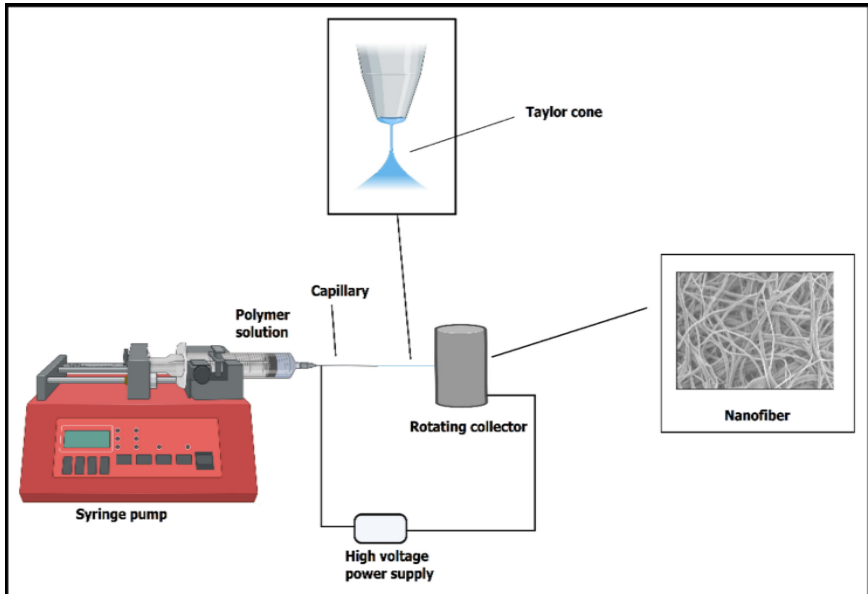 Taylor cone
Capillary
Polymer
solution
Rotating collector
Nanofiber
Syringe pump
High voltage
power supply